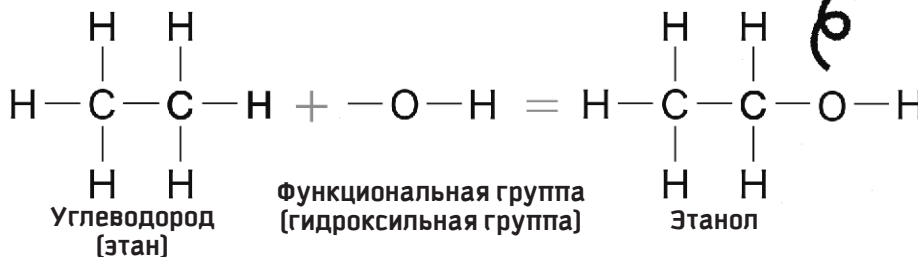 H H H H
H—C—C—H + —O—H = H—C—C—O—H
H H H H
Углеводород
(этан)
Функциональная группа
(гидроксильная группа)
Этанол